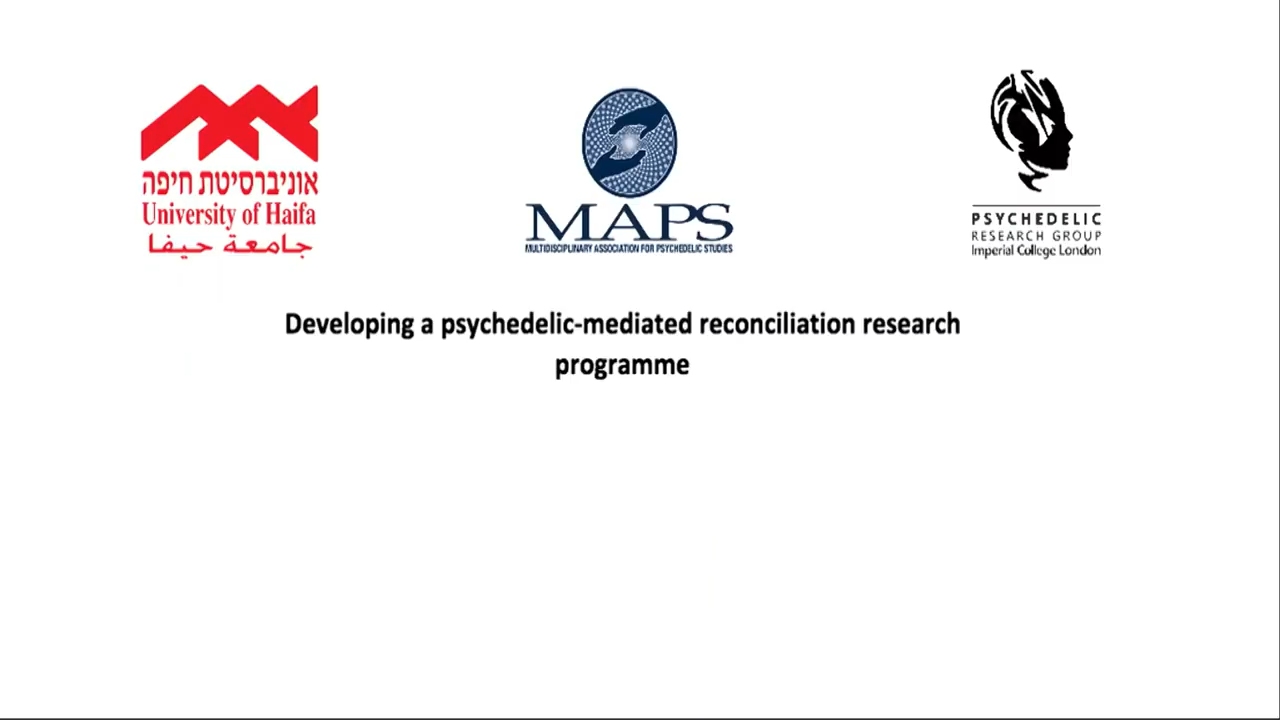 אוניברסיטת חיפה
University of Haifa
جامعة حيفا
MAPS
MULTIDISCIPLINARY ASSOCIATION FOR PSYCHEDELIC STUDIES
PSYCHEDELIC
RESEARCH GROUP
Imperial College London
Developing a psychedelic-mediated reconciliation research
programme